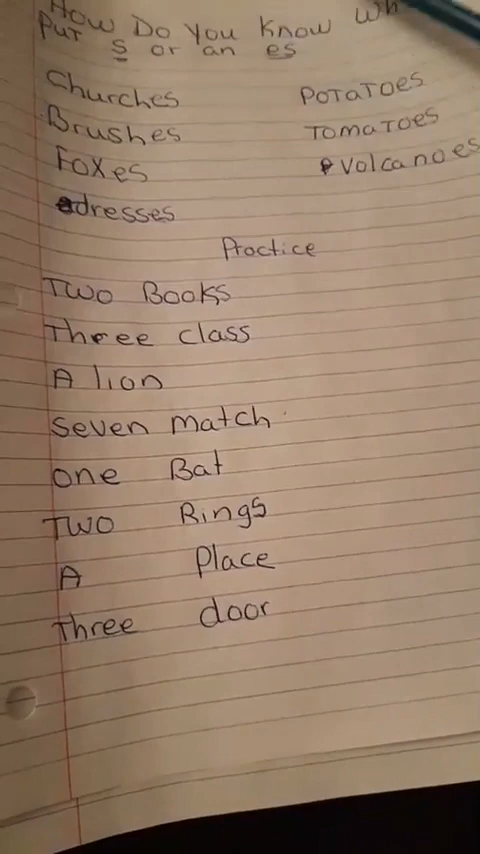 How Do You Know Wh
Put s or an es
Churches
Brushes
Foxes
adresses
Potatoes
Tomatoes
Volcanoes
Practice
Two Books
Three class
A lion
Seven match
one Bat
Two Rings
A Place
Three door